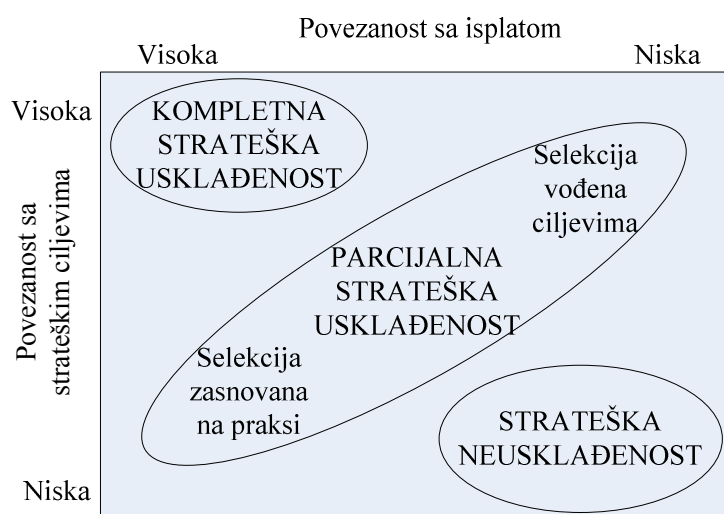 Povezanost sa isplatom
Visoka
Niska
Visoka
Povezanost sa
strateškim ciljevima
Niska
KOMPLETNA
STRATEŠKA
USKLAĐENOST
Selekcija
vođena
ciljevima
PARCIJALNA
STRATEŠKA
USKLAĐENOST
Selekcija
zasnovana
na praksi
STRATEŠKA
NEUSKLAĐENOST